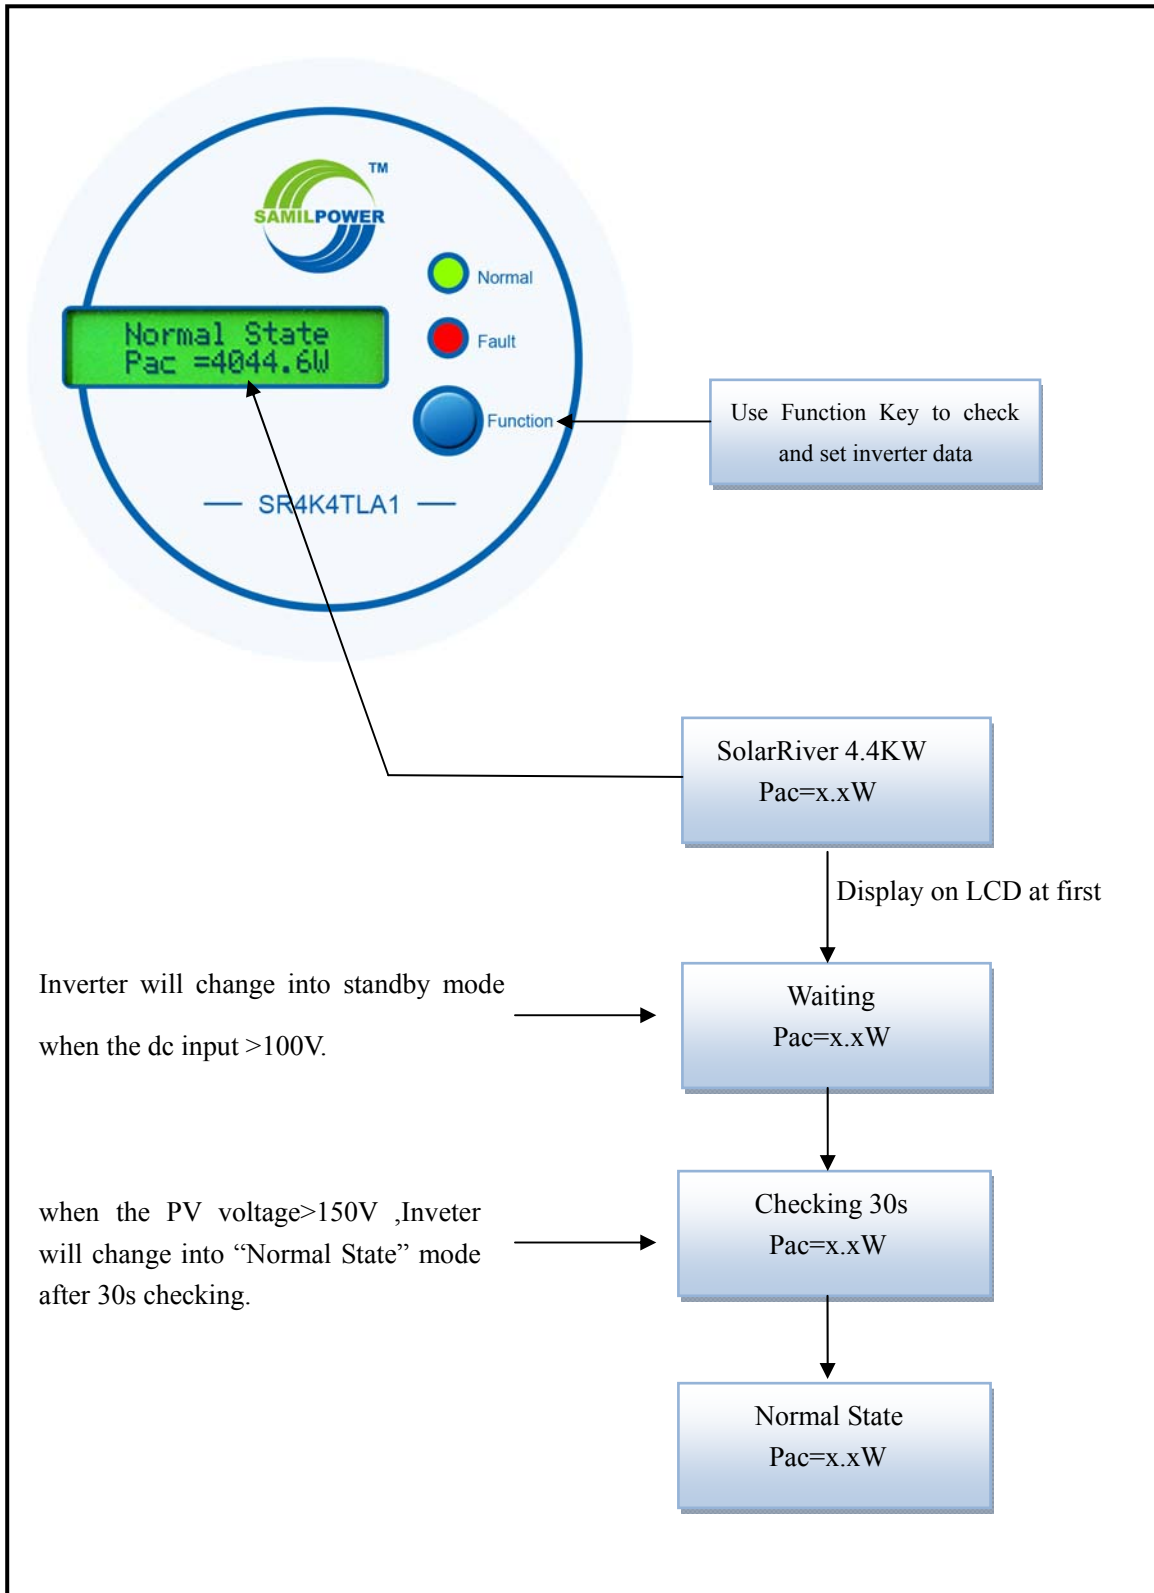 TM
SAMILPOWER
Normal
Normal State
Pac =4044.6W
Fault
Function
Use Function Key to check
and set inverter data
SR4K4TLA1
SolarRiver 4.4KW
Pac=x.xW
Display on LCD at first
Inverter will change into standby mode
when the dc input >100V.
Waiting
Pac=x.xW
when the PV voltage>150V ,Inveter
will change into “Normal State” mode
after 30s checking.
Checking 30s
Pac=x.xW
Normal State
Pac=x.xW